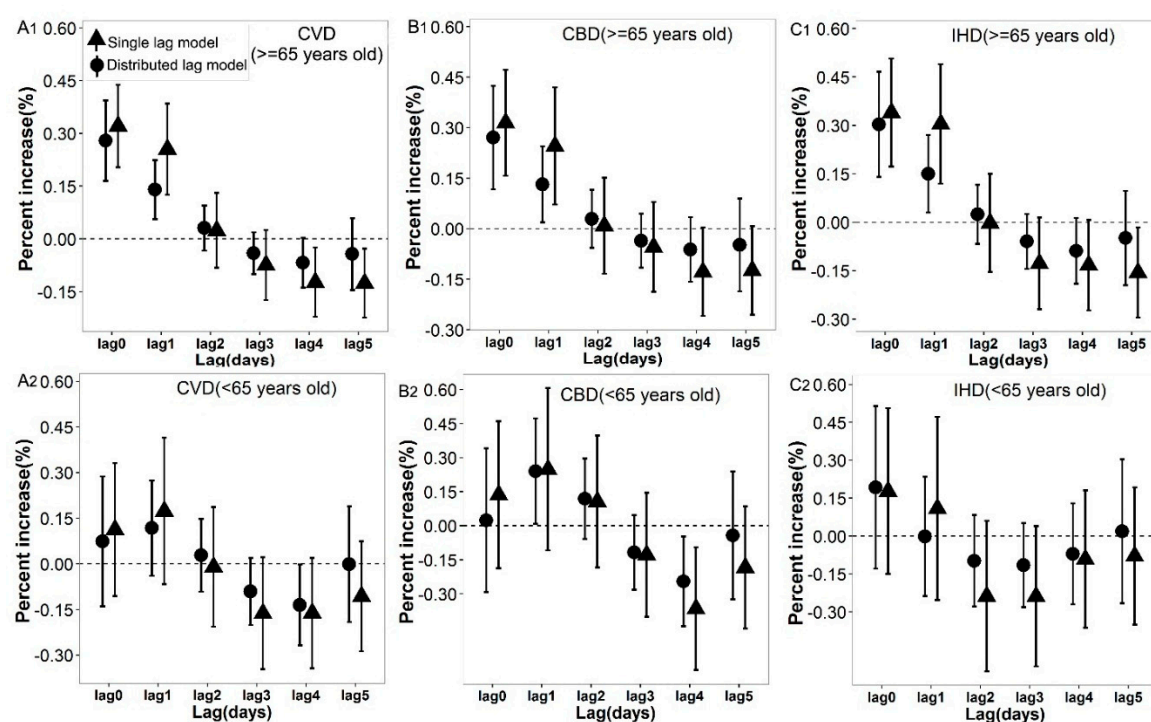 A1
Single lag model
Distributed lag model
CVD
(>=65 years old)
0.60
0.45
0.30
0.15
0.00
-0.15
Percent increase(%)
lag0 lag1 lag2 lag3 lag4 lag5
Lag(days)
B1
CBD(>=65 years old)
0.60
0.45
0.30
0.15
0.00
-0.15
-0.30
Percent increase(%)
lag0 lag1 lag2 lag3 lag4 lag5
Lag(days)
C1
IHD(>=65 years old)
0.60
0.45
0.30
0.15
0.00
-0.15
-0.30
Percent increase(%)
lag0 lag1 lag2 lag3 lag4 lag5
Lag(days)
A2
CVD(<65 years old)
0.60
0.45
0.30
0.15
0.00
-0.15
-0.30
Percent increase(%)
lag0 lag1 lag2 lag3 lag4 lag5
Lag(days)
B2
CBD(<65 years old)
0.60
0.45
0.30
0.15
0.00
-0.15
-0.30
Percent increase(%)
lag0 lag1 lag2 lag3 lag4 lag5
Lag(days)
C2
IHD(<65 years old)
0.60
0.45
0.30
0.15
0.00
-0.15
-0.30
Percent increase(%)
lag0 lag1 lag2 lag3 lag4 lag5
Lag(days)